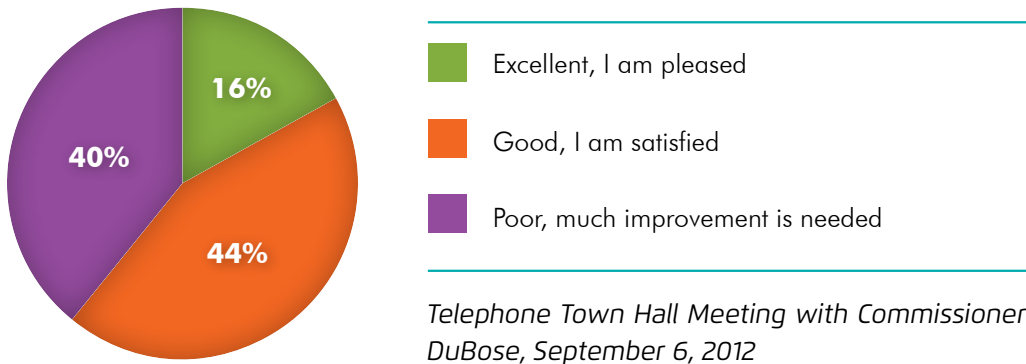 16%
40%
44%
Excellent, I am pleased
Good, I am satisfied
Poor, much improvement is needed
Telephone Town Hall Meeting with Commissioner
DuBose, September 6, 2012